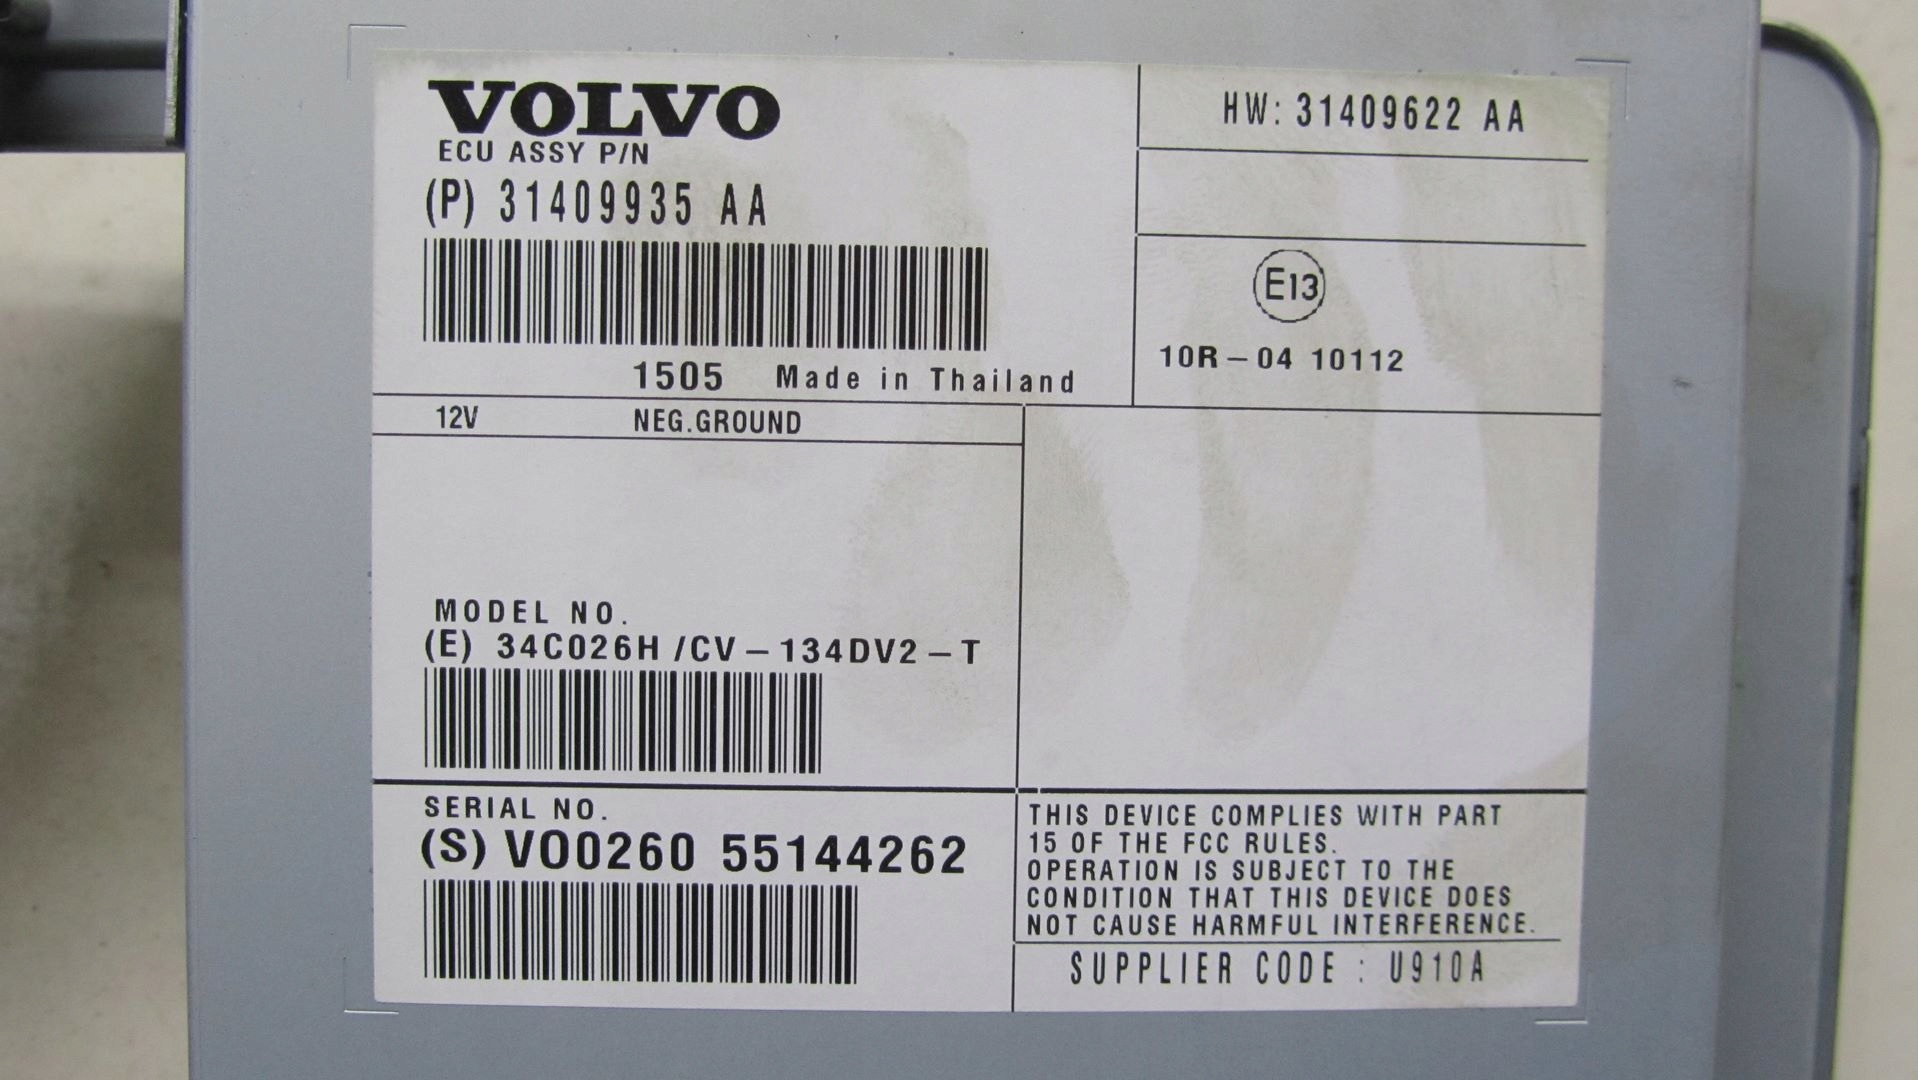 VOLVO
ECU ASSY P/N
(P) 31409935 AA
1505 Made in Thailand
HW: 31409622 AA
E13
10R-04 10112
12V NEG.GROUND
MODEL NO.
(E) 34C026H /CV-134DV2-T
SERIAL NO.
(S) VO0260 55144262
THIS DEVICE COMPLIES WITH PART
15 OF THE FCC RULES.
OPERATION IS SUBJECT TO THE
CONDITION THAT THIS DEVICE DOES
NOT CAUSE HARMFUL INTERFERENCE.
SUPPLIER CODE : U910A